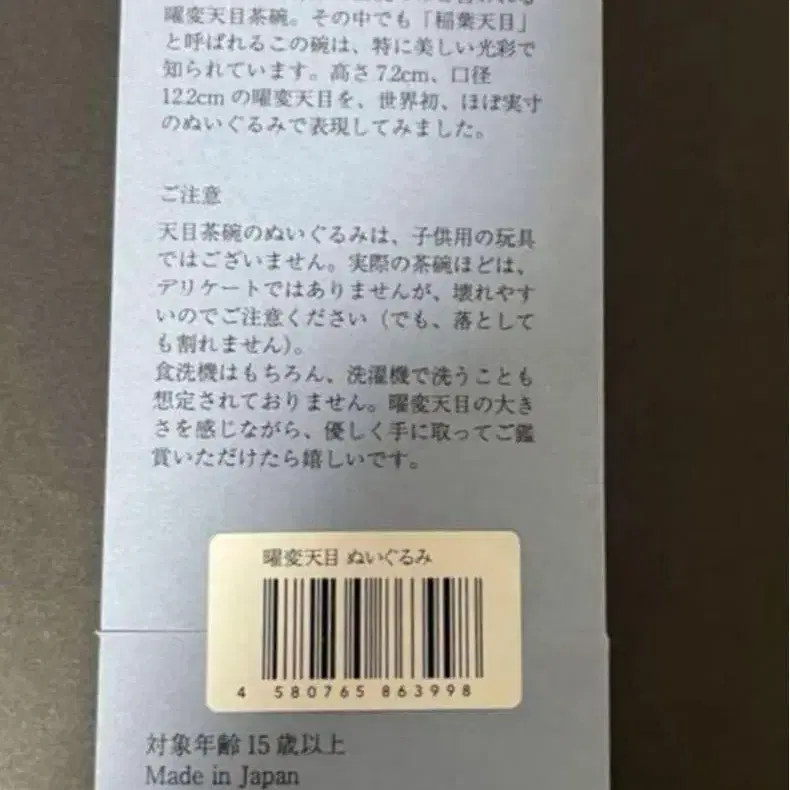 曜変天目茶碗。その中でも「稲葉天目」
と呼ばれるこの碗は、特に美しい光彩で
知られています。高さ7.2cm、口径
12.2cmの曜変天目を、世界初、ほぼ実寸
のぬいぐるみで表現してみました。
ご注意
天目茶碗のぬいぐるみは、子供用の玩具
ではございません。実際の茶碗ほどは、
デリケートではありませんが、壊れやす
いのでご注意ください（でも、落として
も割れません）。
食洗機はもちろん、洗濯機で洗うことも
想定されておりません。曜変天目の大き
さを感じながら、優しく手に取ってご鑑
賞いただけたら嬉しいです。
曜変天目 ぬいぐるみ
4 580765 863998
対象年齢15歳以上
Made in Japan